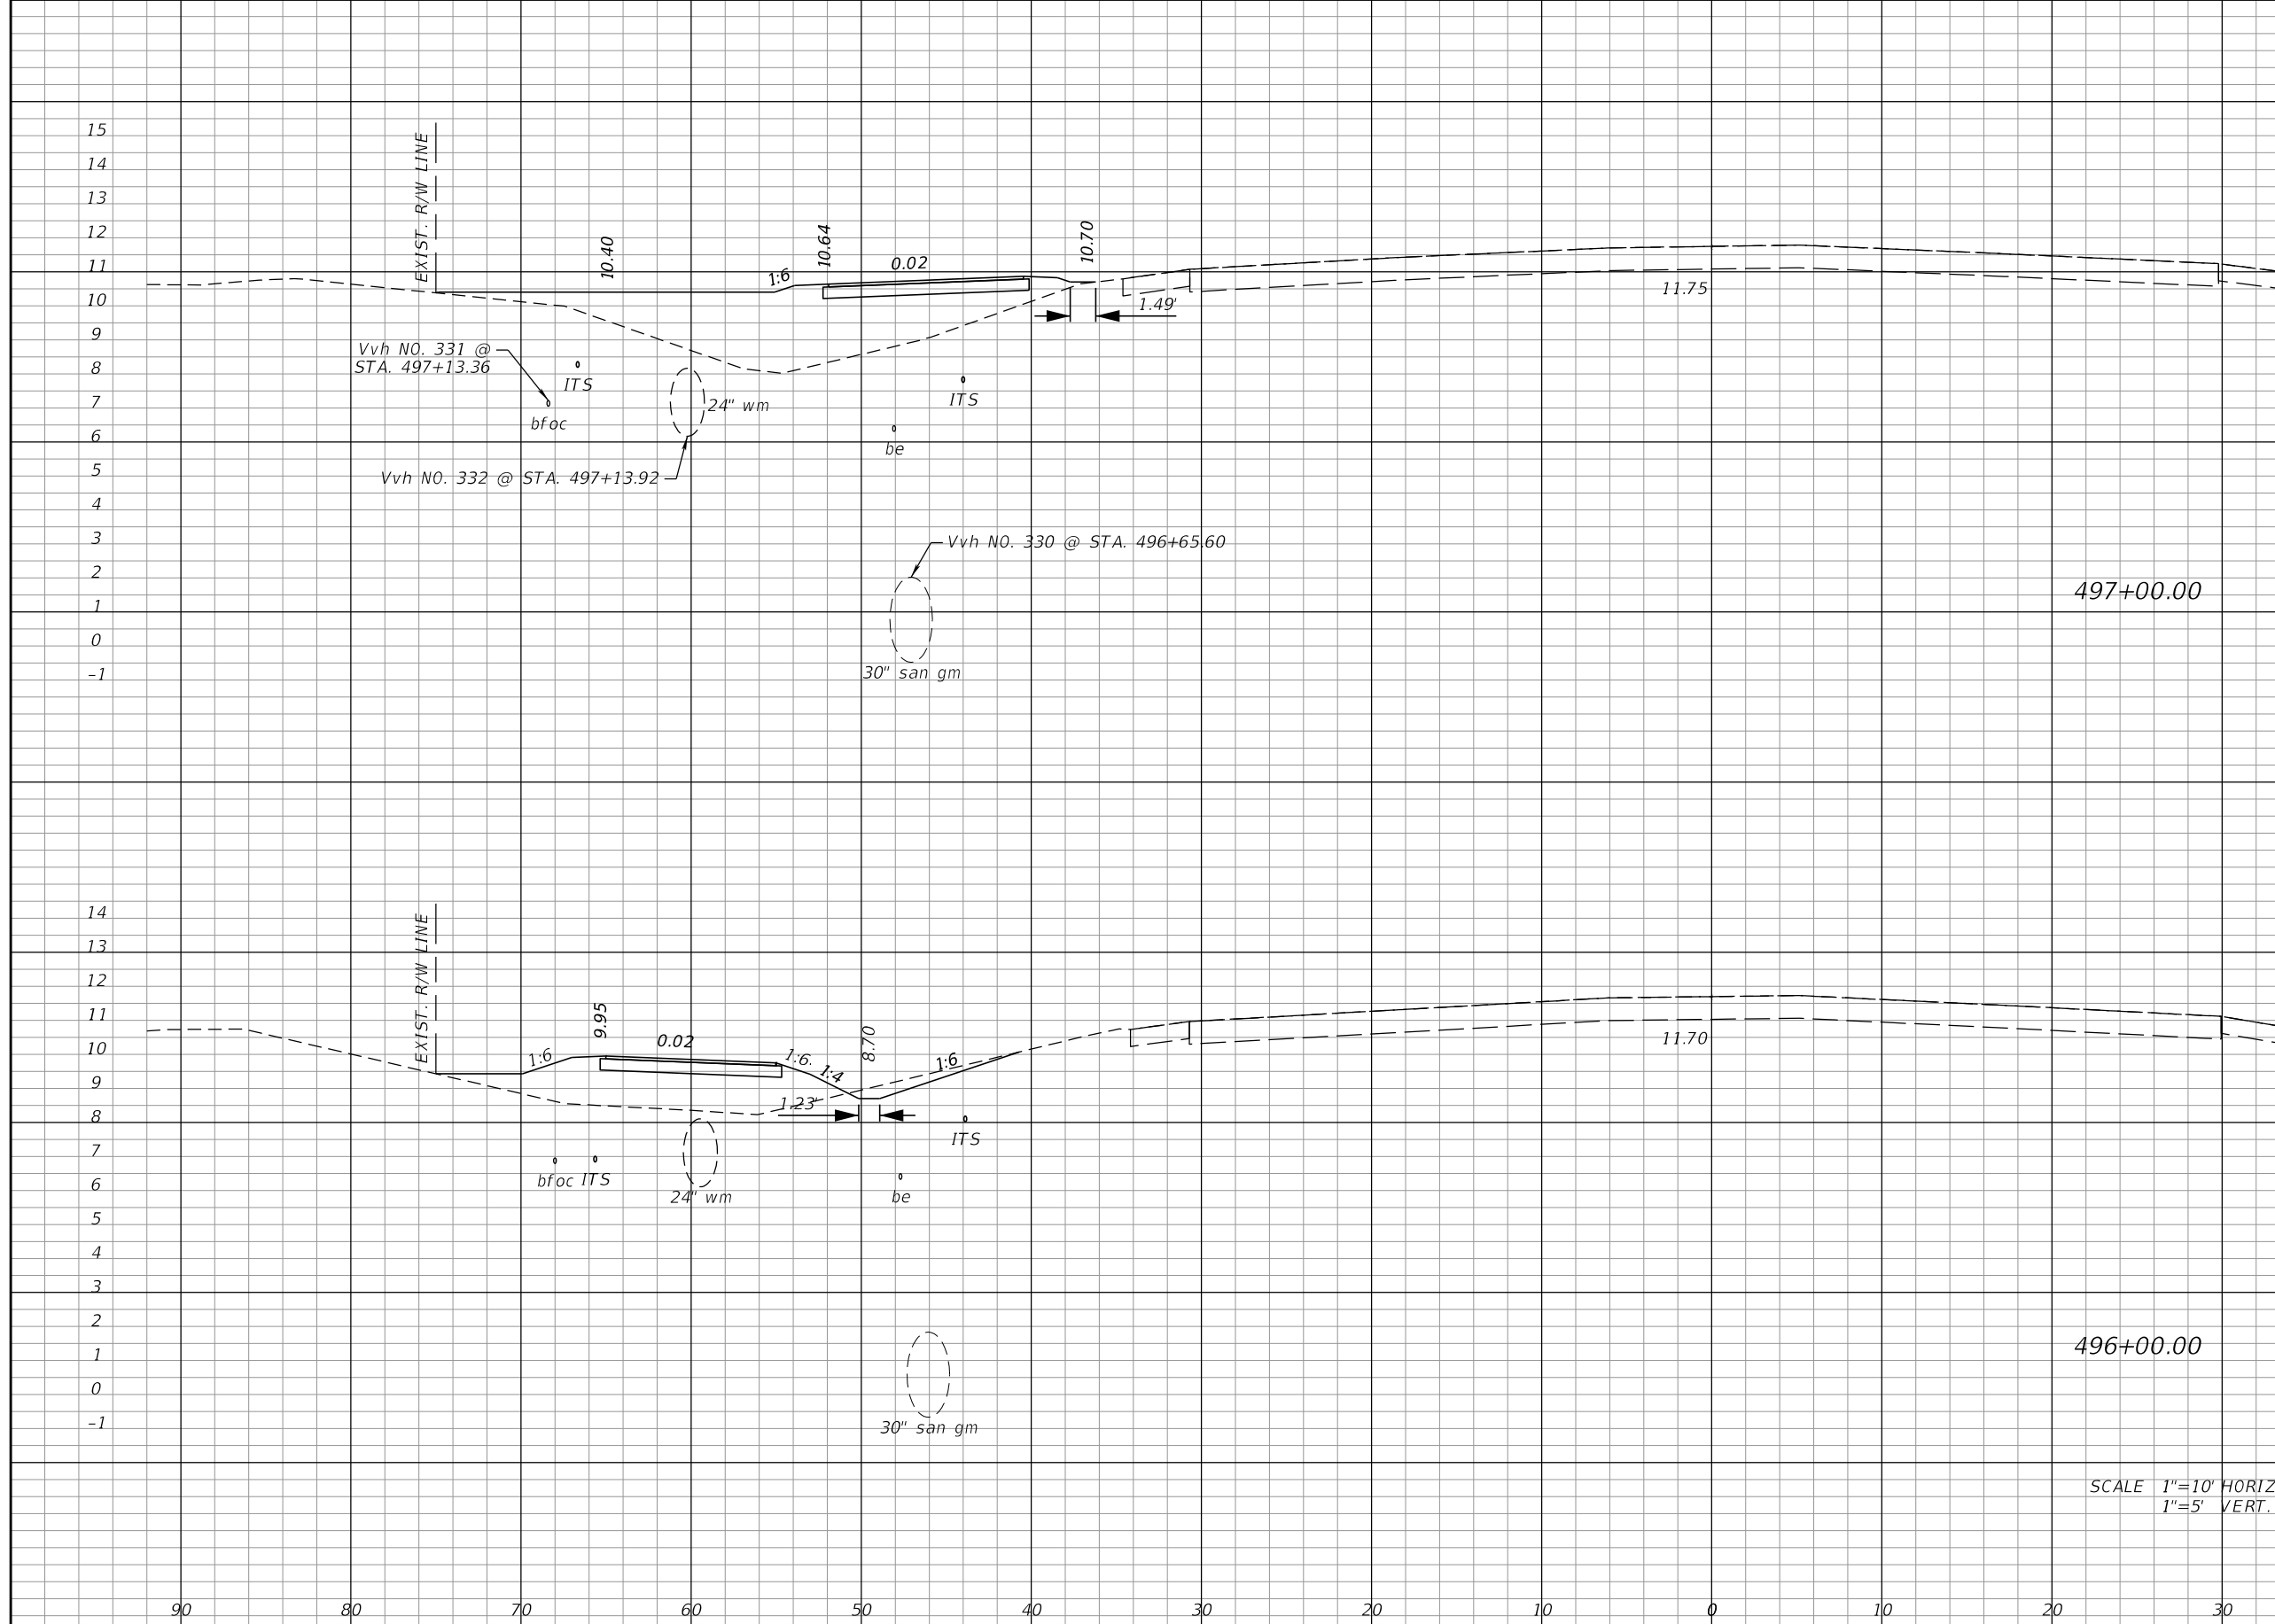 15
14
13
12
11
10
9
8
7
6
5
4
3
2
1
0
-1
EXIST. R/W LINE
10.40
1:6
10.64
0.02
10.70
1.49'
11.75
Vvh NO. 331 @
STA. 497+13.36
ITS
bfoc
24" wm
ITS
be
Vvh NO. 332 @ STA. 497+13.92
Vvh NO. 330 @ STA. 496+65.60
30" san gm
497+00.00
14
13
12
11
10
9
8
7
6
5
4
3
2
1
0
-1
EXIST. R/W LINE
1:6
9.95
0.02
1:6.
1:4
8.70
1:6
1.23'
11.70
ITS
bfoc
ITS
24" wm
be
30" san gm
496+00.00
SCALE 1"=10' HORIZ
1"=5' VERT.
90 80 70 60 50 40 30 20 10 0 10 20 30